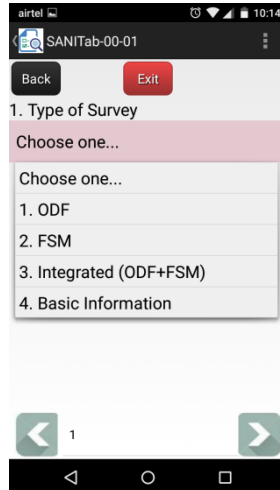 airtel 10:14
SANITab-00-01
Back Exit
1. Type of Survey
Choose one...
Choose one...
1. ODF
2. FSM
3. Integrated (ODF+FSM)
4. Basic Information
1